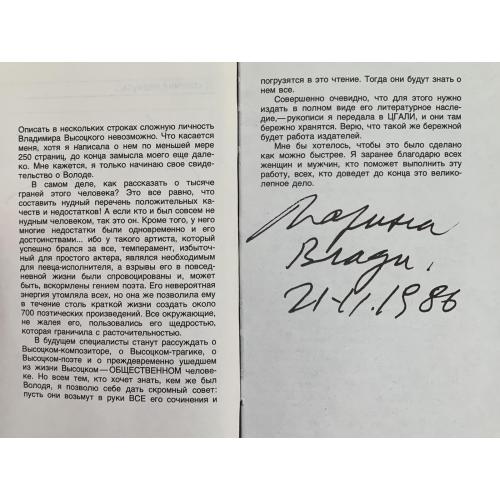 Описать в нескольких строках сложную личность
Владимира Высоцкого невозможно. Что касается
меня, хотя я написала о нем по меньшей мере
250 страниц, до конца замысла моего еще дале-
ко. Мне кажется, я только начинаю свое свиде-
тельство о Володе.
В самом деле, как рассказать о тысяче
граней этого человека? Это все равно, что
составить нудный перечень положительных ка-
честв и недостатков! А если кто и был совсем не
нудным человеком, так это он. Кроме того, у него
многие недостатки были одновременно и его
достоинствами... ибо у такого артиста, который
успешно брался за все, темперамент, избыточ-
ный для простого актера, являлся необходимым
для певца-исполнителя, а взрывы его в повсед-
невной жизни были спровоцированы и, может
быть, вскормлены гением поэта. Его невероятная
энергия утомляла всех, но она же позволила ему
в течение столь краткой жизни создать около
700 поэтических произведений. Все окружающие,
не жалея его, пользовались его щедростью,
которая граничила с расточительностью.
В будущем специалисты станут рассуждать о
Высоцком-композиторе, о Высоцком-трагике, о
Высоцком-поэте и о преждевременно ушедшем
из жизни Высоцком — ОБЩЕСТВЕННОМ челове-
ке. Но всем тем, кто хочет знать, кем же был
Володя, я позволю себе дать скромный совет:
пусть они возьмут в руки ВСЕ его сочинения и
погрузятся в это чтение. Тогда они будут знать о
нем все.
Совершенно очевидно, что для этого нужно
издать в полном виде его литературное насле-
дие,— рукописи я передала в ЦГАЛИ, и они там
бережно хранятся. Верю, что такой же бережной
будет работа издателей.
Мне бы хотелось, чтобы это было сделано
как можно быстрее. Я заранее благодарю всех
женщин и мужчин, кто поможет выполнить эту
работу, всех, кто доведет до конца это велико-
лепное дело.
Марина
Влади.
21-11.1986